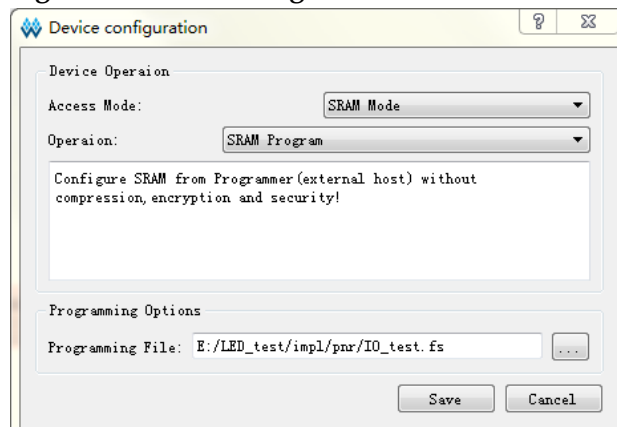 Device configuration
Device Operaion
Access Mode: SRAM Mode
Operaion: SRAM Program
Configure SRAM from Programmer(external host) without
compression, encryption and security!
Programming Options
Programming File: E:/LED_test/impl/pnr/IO_test.fs ...
Save Cancel